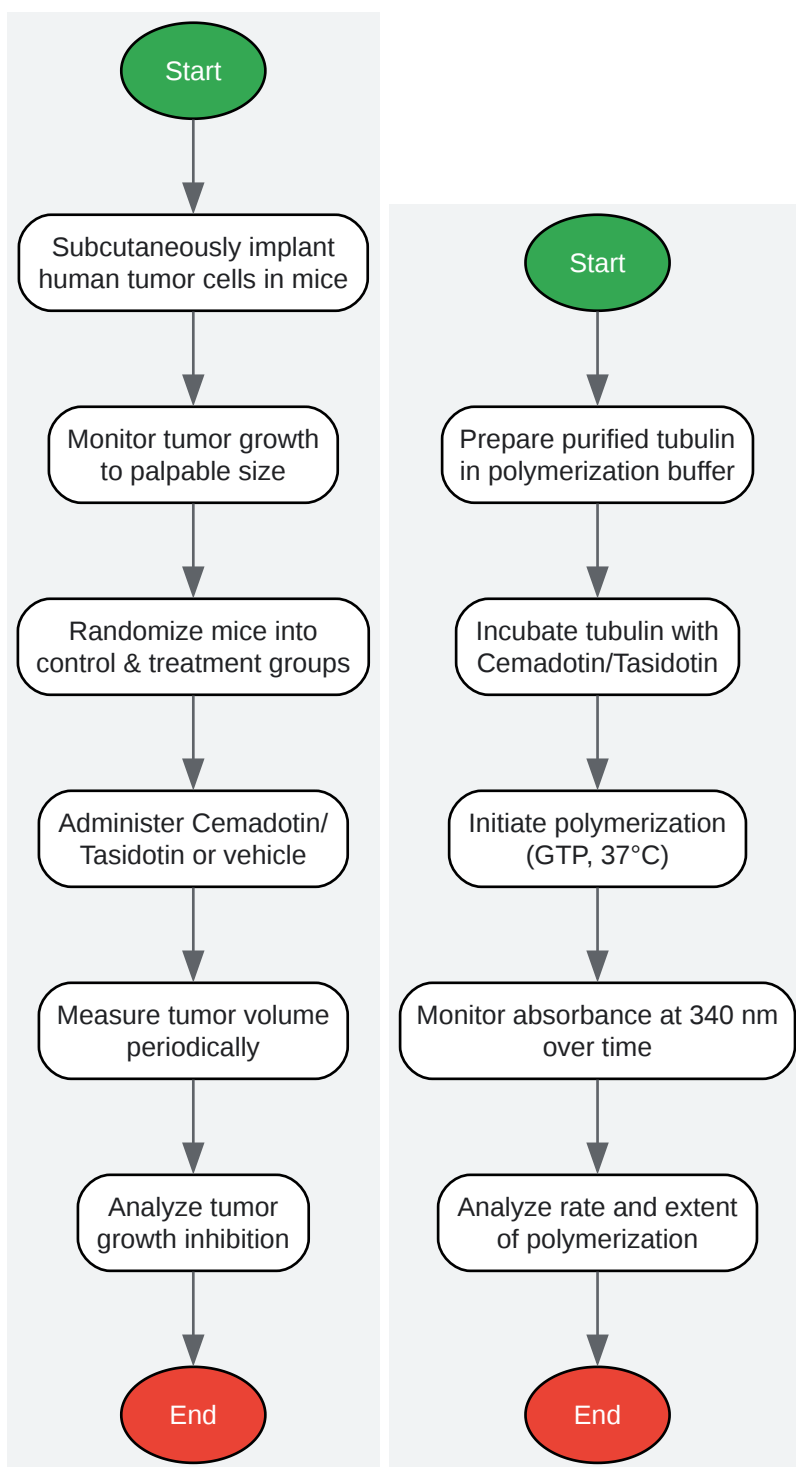 Start
Subcutaneously implant
human tumor cells in mice
Monitor tumor growth
to palpable size
Randomize mice into
control & treatment groups
Administer Cemadotin/
Tasidotin or vehicle
Measure tumor volume
periodically
Analyze tumor
growth inhibition
End
Start
Prepare purified tubulin
in polymerization buffer
Incubate tubulin with
Cemadotin/Tasidotin
Initiate polymerization
(GTP, 37°C)
Monitor absorbance at 340 nm
over time
Analyze rate and extent
of polymerization
End